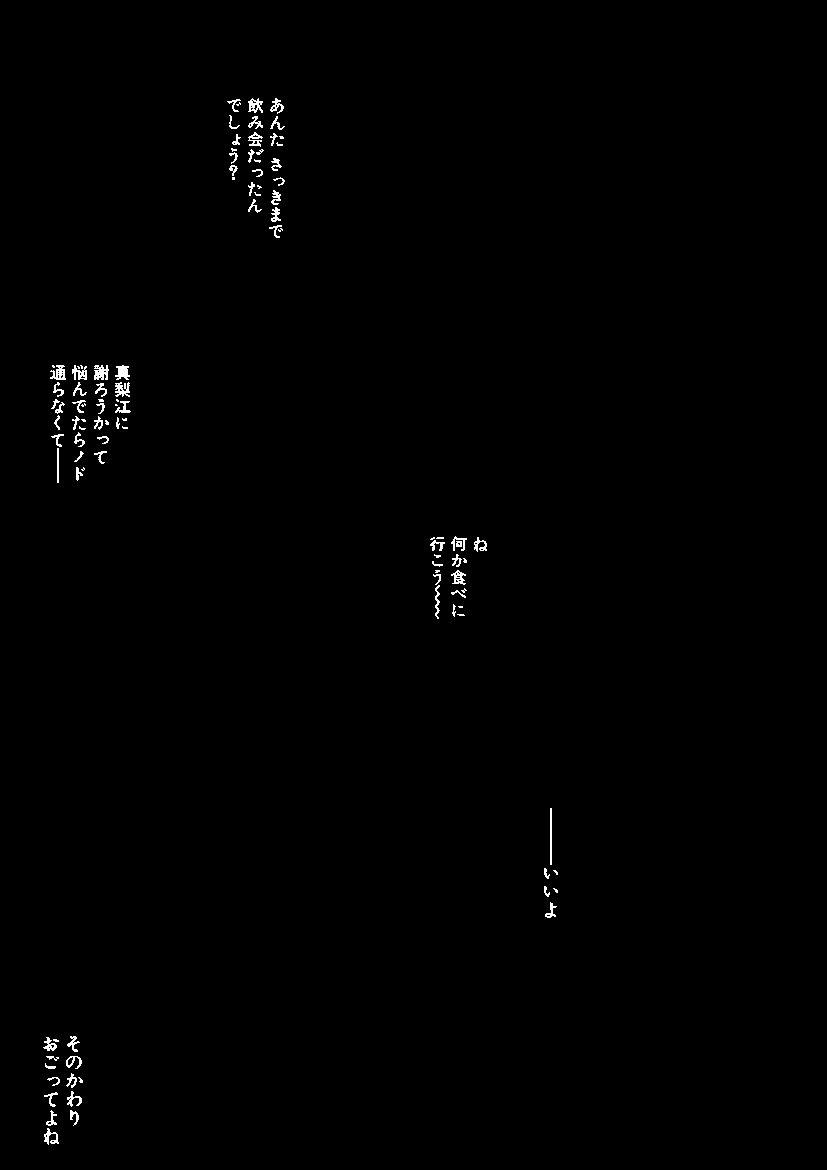 あんた さっきまで
飲み会だったん
でしょう?
真梨江に
謝ろうかって
悩んでたらノド
通らなくて――
ね
何か食べに
行こう〜〜〜
――いいよ
そのかわり
おごってよね